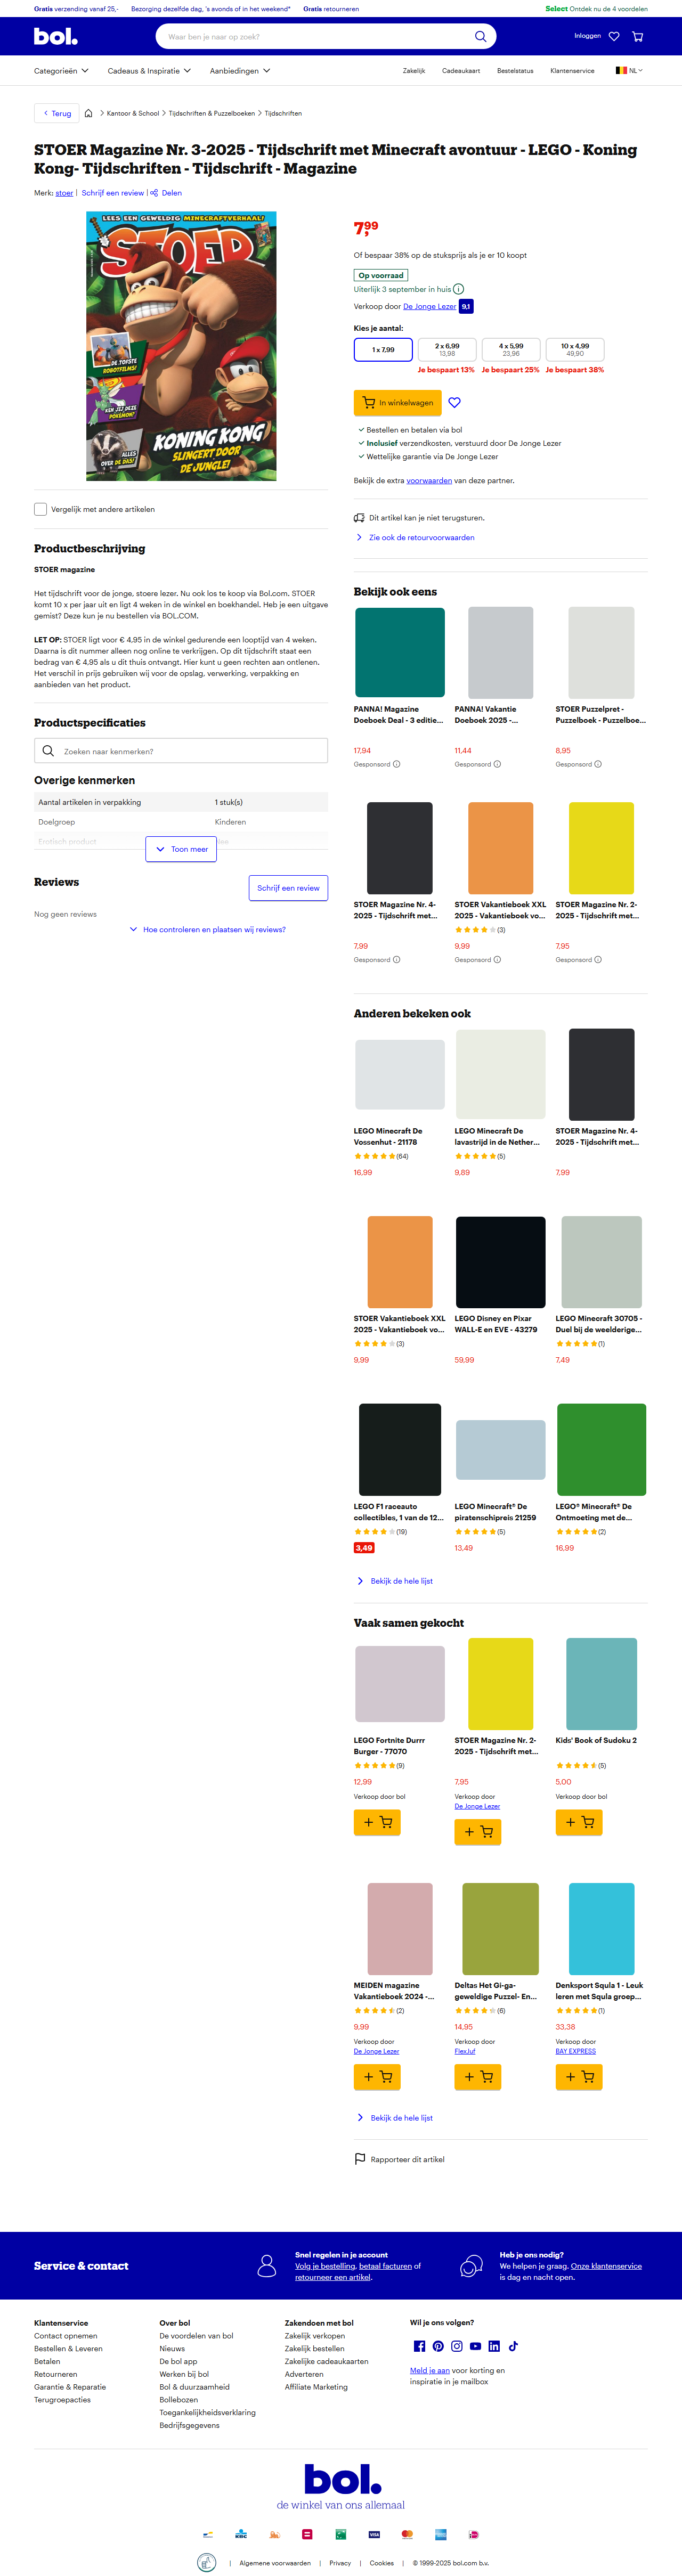 Gratis verzending vanaf 25,-
Bezorging dezelfde dag, 's avonds of in het weekend*
Gratis retourneren
Select Ontdek nu de 4 voordelen
bol.
Waar ben je naar op zoek?
Inloggen
Categorieën
Cadeaus & Inspiratie
Aanbiedingen
Zakelijk
Cadeaukaart
Bestelstatus
Klantenservice
NL
Terug
Kantoor & School
Tijdschriften & Puzzelboeken
Tijdschriften
STOER Magazine Nr. 3-2025 - Tijdschrift met Minecraft avontuur - LEGO - Koning
Kong- Tijdschriften - Tijdschrift - Magazine
Merk: stoer | Schrijf een review | Delen
LEES EEN GEWELDIG MINECRAFTVERHAAL!
STOER
DE TOFSTE
ROBOTFILMS!
KEN JIJ DEZE
POKÉMON?
ALLES
OVER DE DAS!
KONING KONG
SLINGERT DOOR
DE JUNGLE!
Vergelijk met andere artikelen
Productbeschrijving
STOER magazine
Het tijdschrift voor de jonge, stoere lezer. Nu ook los te koop via Bol.com. STOER
komt 10 x per jaar uit en ligt 4 weken in de winkel en boekhandel. Heb je een uitgave
gemist? Deze kun je nu bestellen via BOL.COM.
LET OP: STOER ligt voor € 4,95 in de winkel gedurende een looptijd van 4 weken.
Daarna is dit nummer alleen nog online te verkrijgen. Op dit tijdschrift staat een
bedrag van € 4,95 als u dit thuis ontvangt. Hier kunt u geen rechten aan ontlenen.
Het verschil in prijs gebruiken wij voor de opslag, verwerking, verpakking en
aanbieden van het product.
Productspecificaties
Zoeken naar kenmerken?
Overige kenmerken
Aantal artikelen in verpakking 1 stuk(s)
Doelgroep Kinderen
Erotisch product Nee
Toon meer
Reviews
Schrijf een review
Nog geen reviews
Hoe controleren en plaatsen wij reviews?
7,99
Of bespaar 38% op de stuksprijs als je er 10 koopt
Op voorraad
Uiterlijk 3 september in huis
Verkoop door De Jonge Lezer 9,1
Kies je aantal:
1 x 7,99
2 x 6,99
13,98
4 x 5,99
23,96
10 x 4,99
49,90
Je bespaart 13%
Je bespaart 25%
Je bespaart 38%
In winkelwagen
Bestellen en betalen via bol
Inclusief verzendkosten, verstuurd door De Jonge Lezer
Wettelijke garantie via De Jonge Lezer
Bekijk de extra voorwaarden van deze partner.
Dit artikel kan je niet terugsturen.
Zie ook de retourvoorwaarden
Bekijk ook eens
PANNA! Magazine
Doeboek Deal - 3 editie...
17,94
Gesponsord
PANNA! Vakantie
Doeboek 2025 -...
11,44
Gesponsord
STOER Puzzelpret -
Puzzelboek - Puzzelboe...
8,95
Gesponsord
STOER Magazine Nr. 4-
2025 - Tijdschrift met...
7,99
Gesponsord
STOER Vakantieboek XXL
2025 - Vakantieboek vo...
(3)
9,99
Gesponsord
STOER Magazine Nr. 2-
2025 - Tijdschrift met...
7,95
Gesponsord
Anderen bekeken ook
LEGO Minecraft De
Vossenhut - 21178
(64)
16,99
LEGO Minecraft De
lavastrijd in de Nether...
(5)
9,89
STOER Magazine Nr. 4-
2025 - Tijdschrift met...
7,99
STOER Vakantieboek XXL
2025 - Vakantieboek vo...
(3)
9,99
LEGO Disney en Pixar
WALL-E en EVE - 43279
59,99
LEGO Minecraft 30705 -
Duel bij de weelderige...
(1)
7,49
LEGO F1 raceauto
collectibles, 1 van de 12...
(19)
3,49
LEGO Minecraft® De
piratenschipreis 21259
(5)
13,49
LEGO® Minecraft® De
Ontmoeting met de...
(2)
16,99
Bekijk de hele lijst
Vaak samen gekocht
LEGO Fortnite Durrr
Burger - 77070
(9)
12,99
Verkoop door bol
STOER Magazine Nr. 2-
2025 - Tijdschrift met...
7,95
Verkoop door
De Jonge Lezer
Kids' Book of Sudoku 2
(5)
5,00
Verkoop door bol
MEIDEN magazine
Vakantieboek 2024 -...
(2)
9,99
Verkoop door
De Jonge Lezer
Deltas Het Gi-ga-
geweldige Puzzel- En...
(6)
14,95
Verkoop door
FlexJuf
Denksport Squla 1 - Leuk
leren met Squla groep...
(1)
33,38
Verkoop door
BAY EXPRESS
Bekijk de hele lijst
Rapporteer dit artikel
Service & contact
Snel regelen in je account
Volg je bestelling, betaal facturen of
retourneer een artikel.
Heb je ons nodig?
We helpen je graag. Onze klantenservice
is dag en nacht open.
Klantenservice
Contact opnemen
Bestellen & Leveren
Betalen
Retourneren
Garantie & Reparatie
Terugroepacties
Over bol
De voordelen van bol
Nieuws
De bol app
Werken bij bol
Bol & duurzaamheid
Bollebozen
Toegankelijkheidsverklaring
Bedrijfsgegevens
Zakendoen met bol
Zakelijk verkopen
Zakelijk bestellen
Zakelijke cadeaukaarten
Adverteren
Affiliate Marketing
Wil je ons volgen?
Meld je aan voor korting en
inspiratie in je mailbox
bol.
de winkel van ons allemaal
KBC
VISA
| Algemene voorwaarden | Privacy | Cookies | © 1999-2025 bol.com b.v.